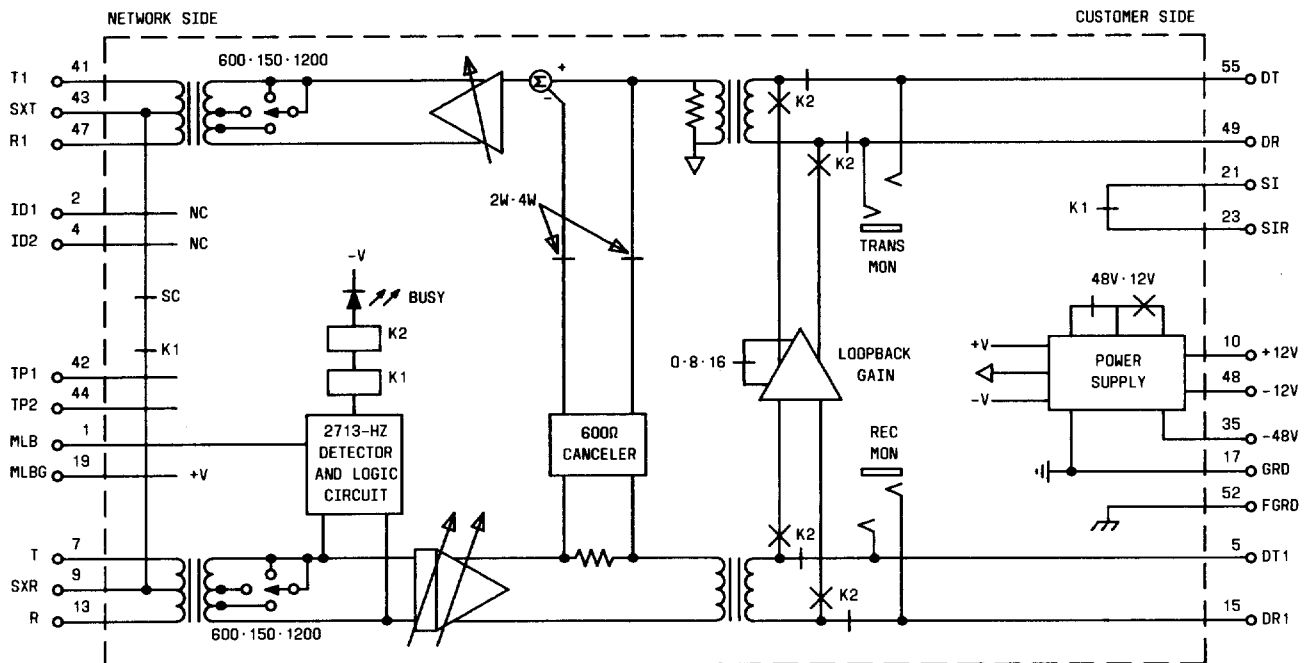 NETWORK SIDE
CUSTOMER SIDE
T1 41
SXT 43
R1 47
600·150·1200
Σ
+
−
K2
K2
55 DT
49 DR
21 SI
23 SIR
K1
ID1 2 NC
ID2 4 NC
2W·4W
TRANS
MON
SC
K1
-V
BUSY
K2
K1
48V·12V
+V
-V
POWER
SUPPLY
10 +12V
48 -12V
35 -48V
17 GRD
52 FGRD
TP1 42
TP2 44
MLB 1
MLBG 19 +V
2713-HZ
DETECTOR
AND LOGIC
CIRCUIT
600Ω
CANCELER
0·8·16
LOOPBACK
GAIN
REC
MON
T 7
SXR 9
R 13
600·150·1200
K2
K2
5 DT1
15 DR1